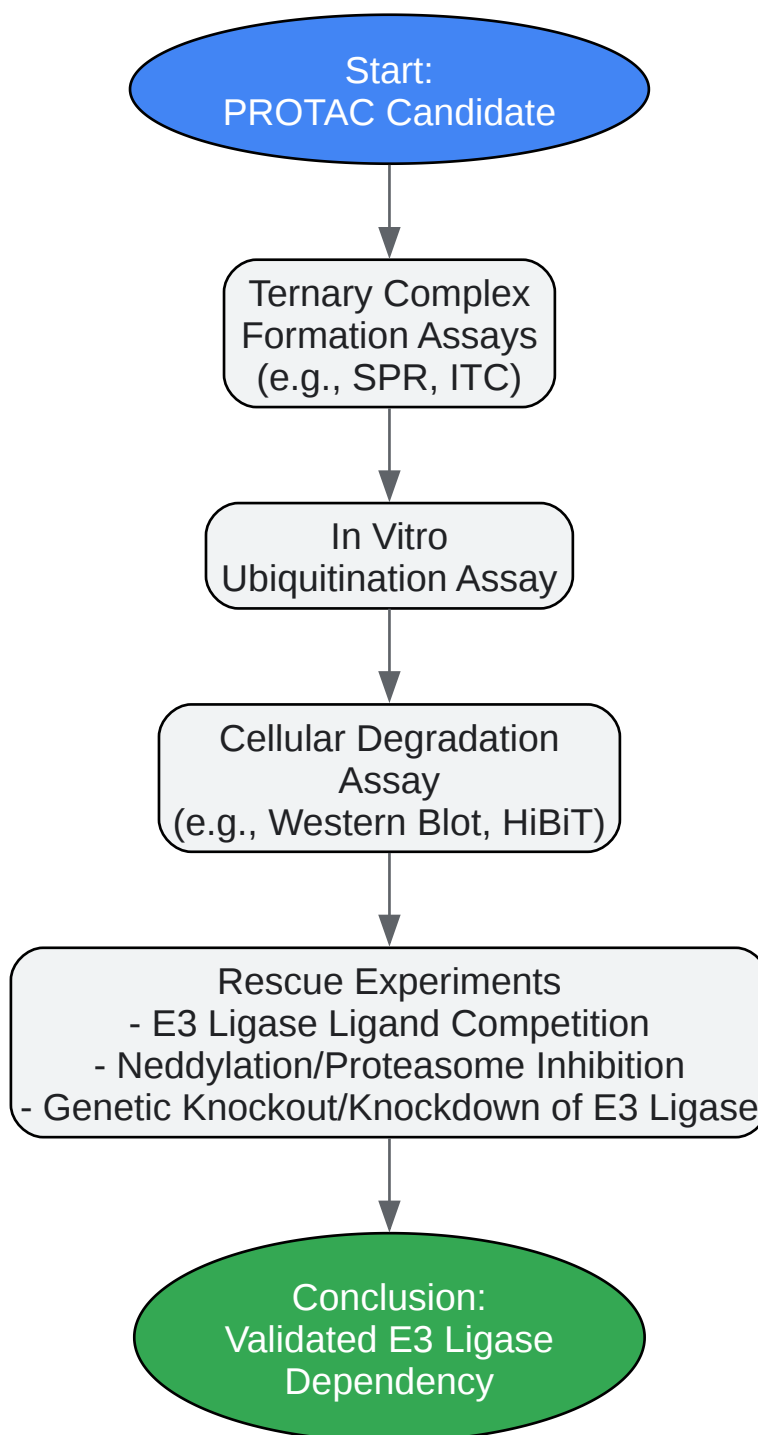 Start:
PROTAC Candidate
Ternary Complex
Formation Assays
(e.g., SPR, ITC)
In Vitro
Ubiquitination Assay
Cellular Degradation
Assay
(e.g., Western Blot, HiBiT)
Rescue Experiments
- E3 Ligase Ligand Competition
- Neddylation/Proteasome Inhibition
- Genetic Knockout/Knockdown of E3 Ligase
Conclusion:
Validated E3 Ligase
Dependency